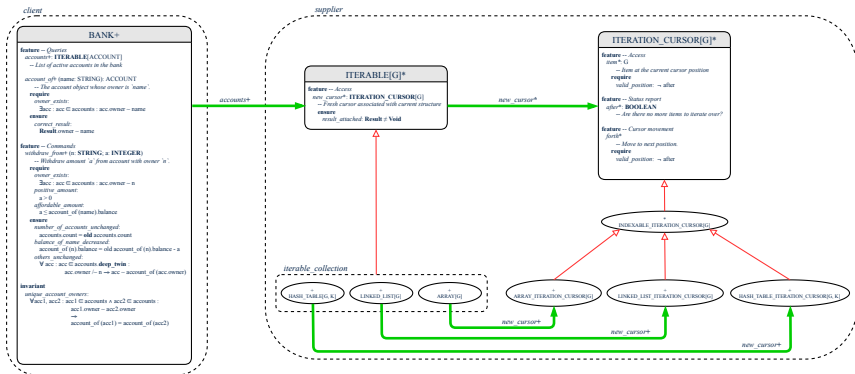 client
BANK+
feature -- Queries
accounts+: ITERABLE[ACCOUNT]
-- List of active accounts in the bank
account_of+ (name: STRING): ACCOUNT
-- The account object whose owner is `name`.
require
owner_exists:
∃acc : acc ∈ accounts : acc.owner = name
ensure
correct_result:
Result.owner = name
feature -- Commands
withdraw_from+ (n: STRING; a: INTEGER)
-- Withdraw amount `a` from account with owner `n`.
require
owner_exists:
∃acc : acc ∈ accounts : acc.owner = n
positive_amount:
a > 0
affordable_amount:
a ≤ account_of (name).balance
ensure
number_of_accounts_unchanged:
accounts.count = old accounts.count
balance_of_name_decreased:
account_of (n).balance = old account_of (n).balance - a
others_unchanged:
∀ acc : acc ∈ accounts.deep_twin :
acc.owner /= n → acc = account_of (acc.owner)
invariant
unique_account_owners:
∀acc1, acc2 : acc1 ∈ accounts ∧ acc2 ∈ accounts :
acc1.owner = acc2.owner
⇒
account_of (acc1) = account_of (acc2)
accounts+
supplier
ITERABLE[G]*
feature -- Access
new_cursor*: ITERATION_CURSOR[G]
-- Fresh cursor associated with current structure
ensure
result_attached: Result ≠ Void
new_cursor*
ITERATION_CURSOR[G]*
feature -- Access
item*: G
-- Item at the current cursor position
require
valid_position: ¬ after
feature -- Status report
after*: BOOLEAN
-- Are there no more items to iterate over?
feature -- Cursor movement
forth*
-- Move to next position
require
valid_position: ¬ after
*
INDEXABLE_ITERATION_CURSOR[G]
iterable_collection
+
HASH_TABLE[G, K]
+
LINKED_LIST[G]
+
ARRAY[G]
+
ARRAY_ITERATION_CURSOR[G]
+
LINKED_LIST_ITERATION_CURSOR[G]
+
HASH_TABLE_ITERATION_CURSOR[G, K]
new_cursor+
new_cursor+
new_cursor+